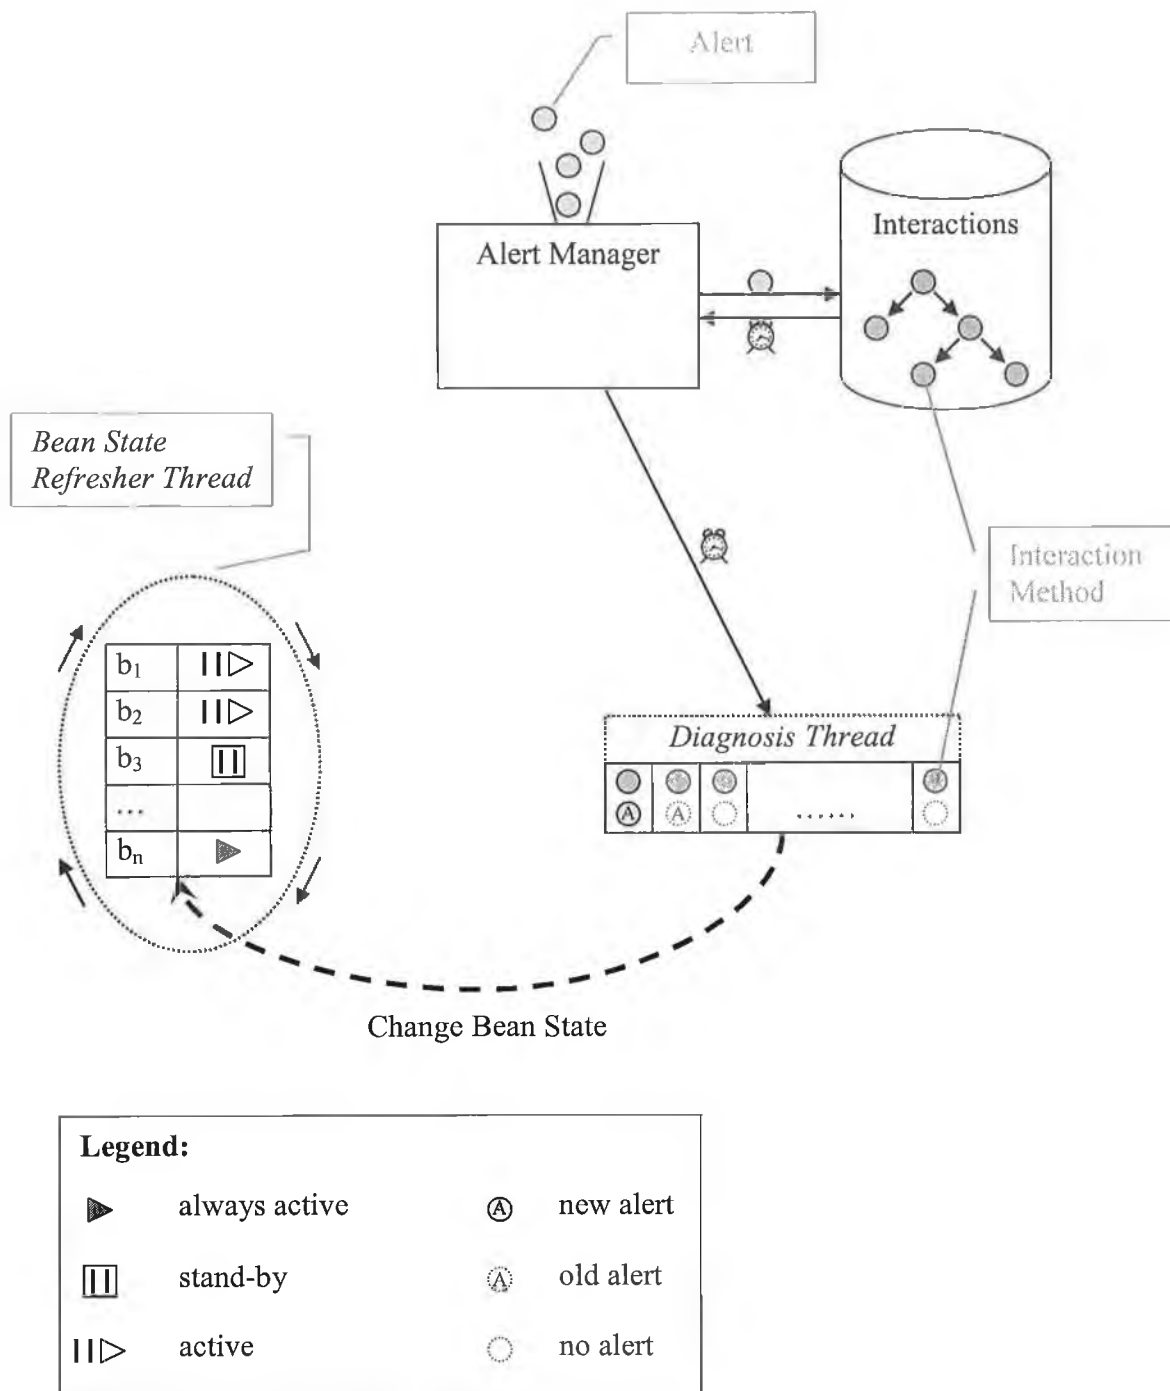 Alert
Interactions
Alert Manager
Bean State
Refresher Thread
Interaction
Method
b1
b2
b3
...
bn
Diagnosis Thread
A A ......
Change Bean State
Legend:
always active
A new alert
stand-by
A old alert
active
no alert